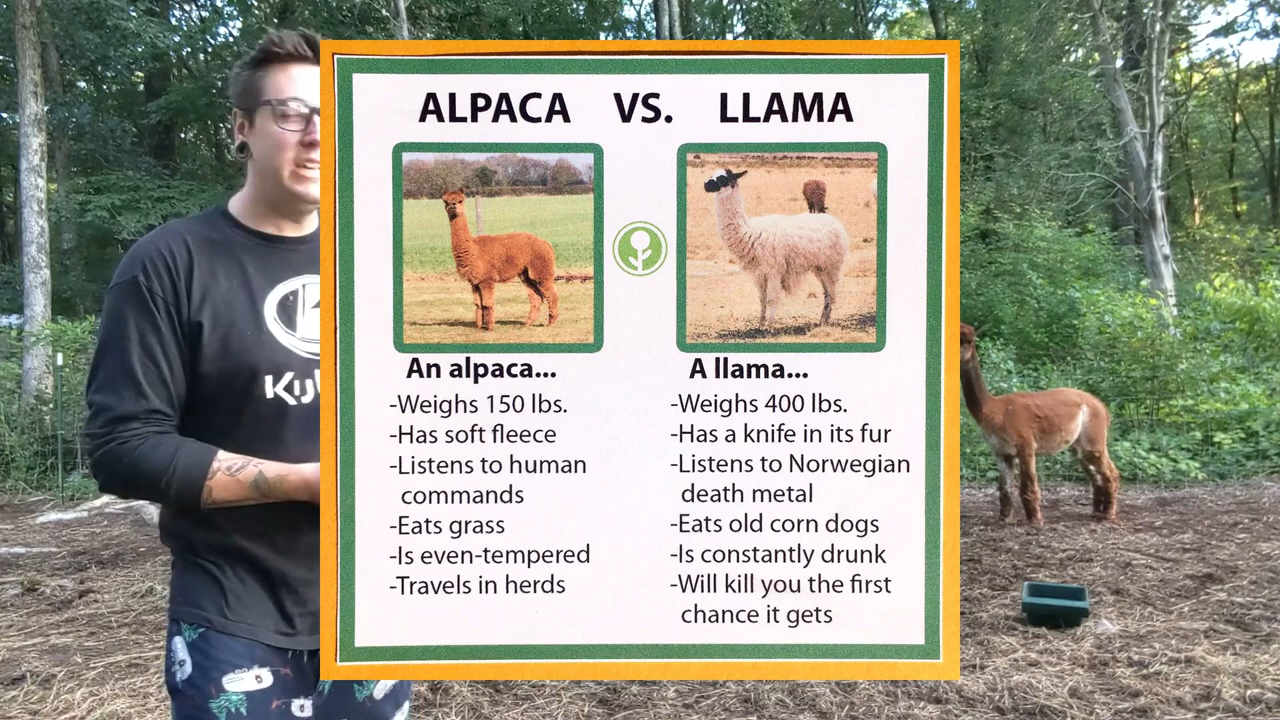 ALPACA VS. LLAMA
An alpaca...
-Weighs 150 lbs.
-Has soft fleece
-Listens to human
commands
-Eats grass
-Is even-tempered
-Travels in herds
A llama...
-Weighs 400 lbs.
-Has a knife in its fur
-Listens to Norwegian
death metal
-Eats old corn dogs
-Is constantly drunk
-Will kill you the first
chance it gets